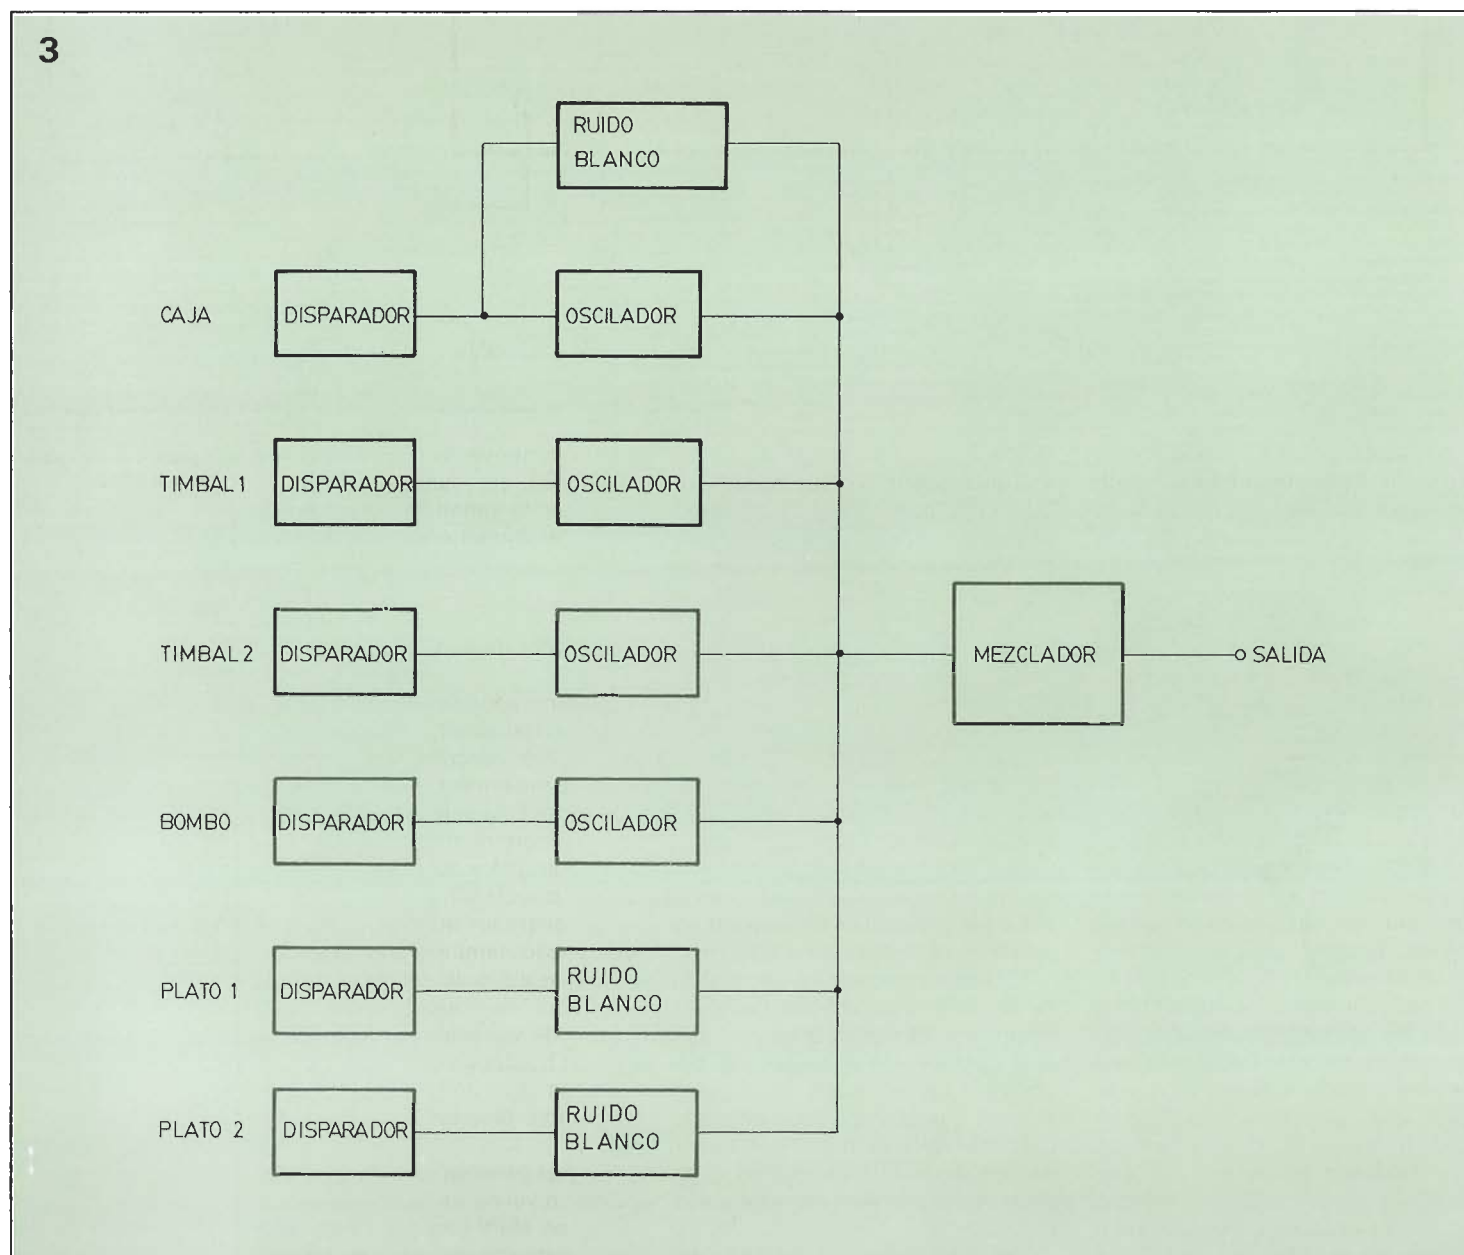 3
RUIDO
BLANCO
CAJA DISPARADOR OSCILADOR
TIMBAL 1 DISPARADOR OSCILADOR
TIMBAL 2 DISPARADOR OSCILADOR MEZCLADOR SALIDA
BOMBO DISPARADOR OSCILADOR
PLATO 1 DISPARADOR RUIDO
BLANCO
PLATO 2 DISPARADOR RUIDO
BLANCO